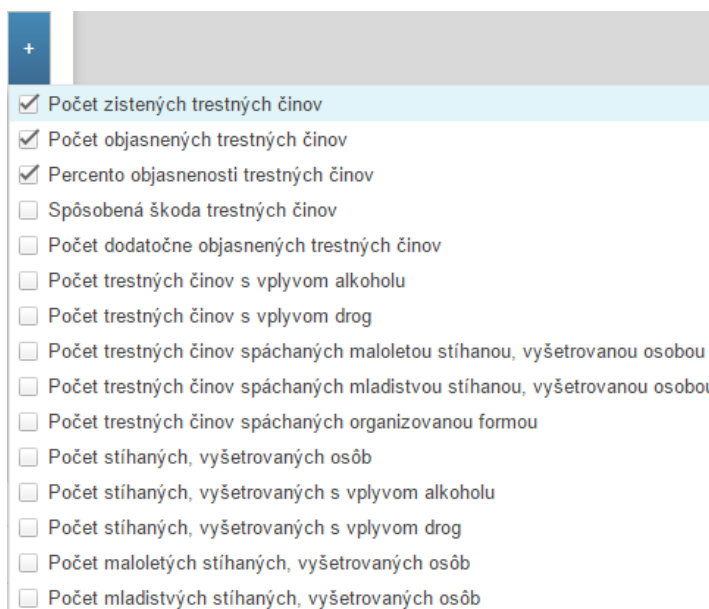 +
Počet zistených trestných činov
Počet objasnených trestných činov
Percento objasnenosti trestných činov
Spôsobená škoda trestných činov
Počet dodatočne objasnených trestných činov
Počet trestných činov s vplyvom alkoholu
Počet trestných činov s vplyvom drog
Počet trestných činov spáchaných maloletou stíhanou, vyšetrovanou osobou
Počet trestných činov spáchaných mladistvou stíhanou, vyšetrovanou osobou
Počet trestných činov spáchaných organizovanou formou
Počet stíhaných, vyšetrovaných osôb
Počet stíhaných, vyšetrovaných s vplyvom alkoholu
Počet stíhaných, vyšetrovaných s vplyvom drog
Počet maloletých stíhaných, vyšetrovaných osôb
Počet mladistvých stíhaných, vyšetrovaných osôb